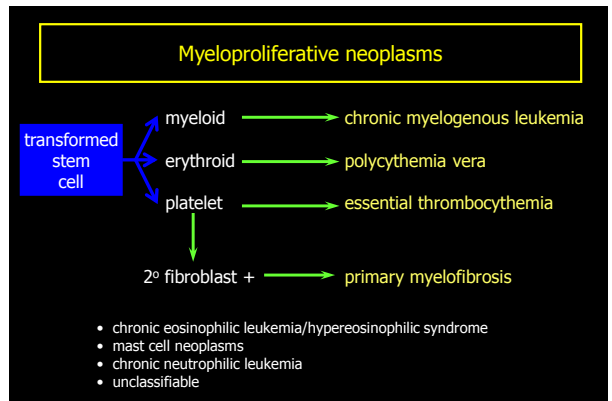 Myeloproliferative neoplasms
myeloid chronic myelogenous leukemia
transformed
stem
cell
erythroid polycythemia vera
platelet essential thrombocythemia
2º fibroblast + primary myelofibrosis
• chronic eosinophilic leukemia/hypereosinophilic syndrome
• mast cell neoplasms
• chronic neutrophilic leukemia
• unclassifiable